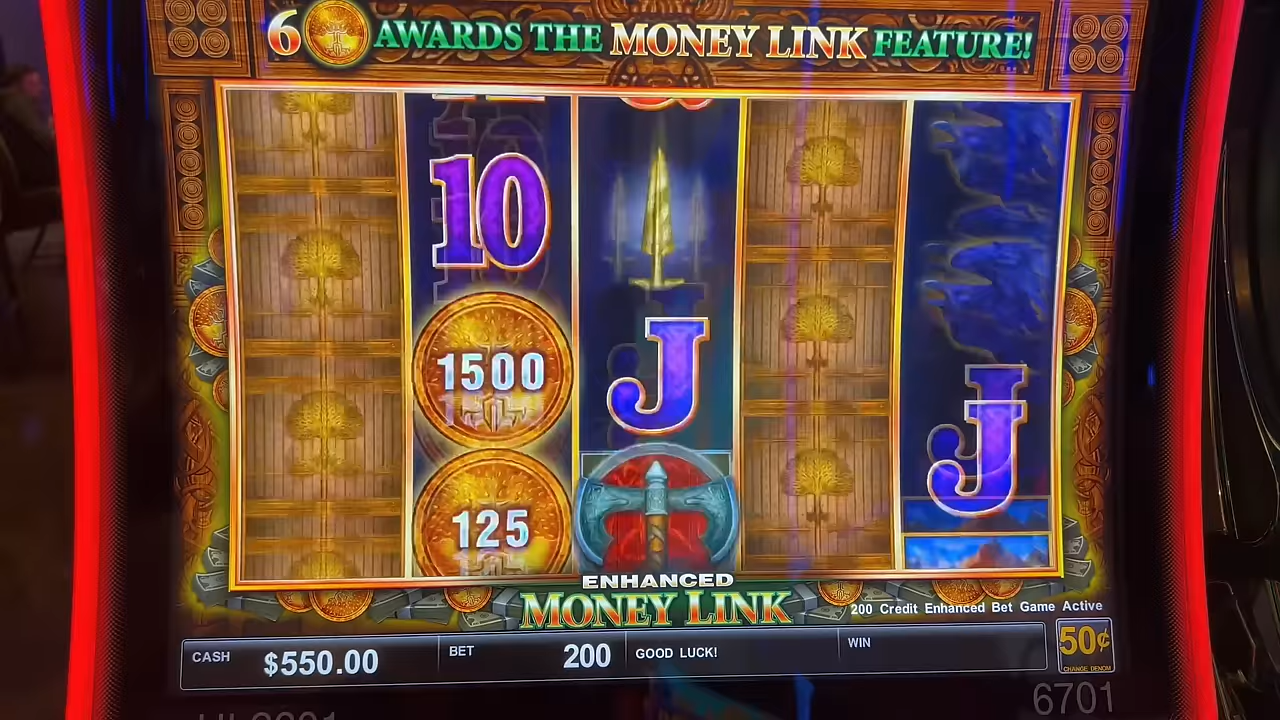 6 AWARDS THE MONEY LINK FEATURE!
10
1500
J
125
J
ENHANCED
MONEY LINK
200 Credit Enhanced Bet Game Active
CASH $550.00 BET 200 GOOD LUCK! WIN 50¢
CHANGE DENOM
6701